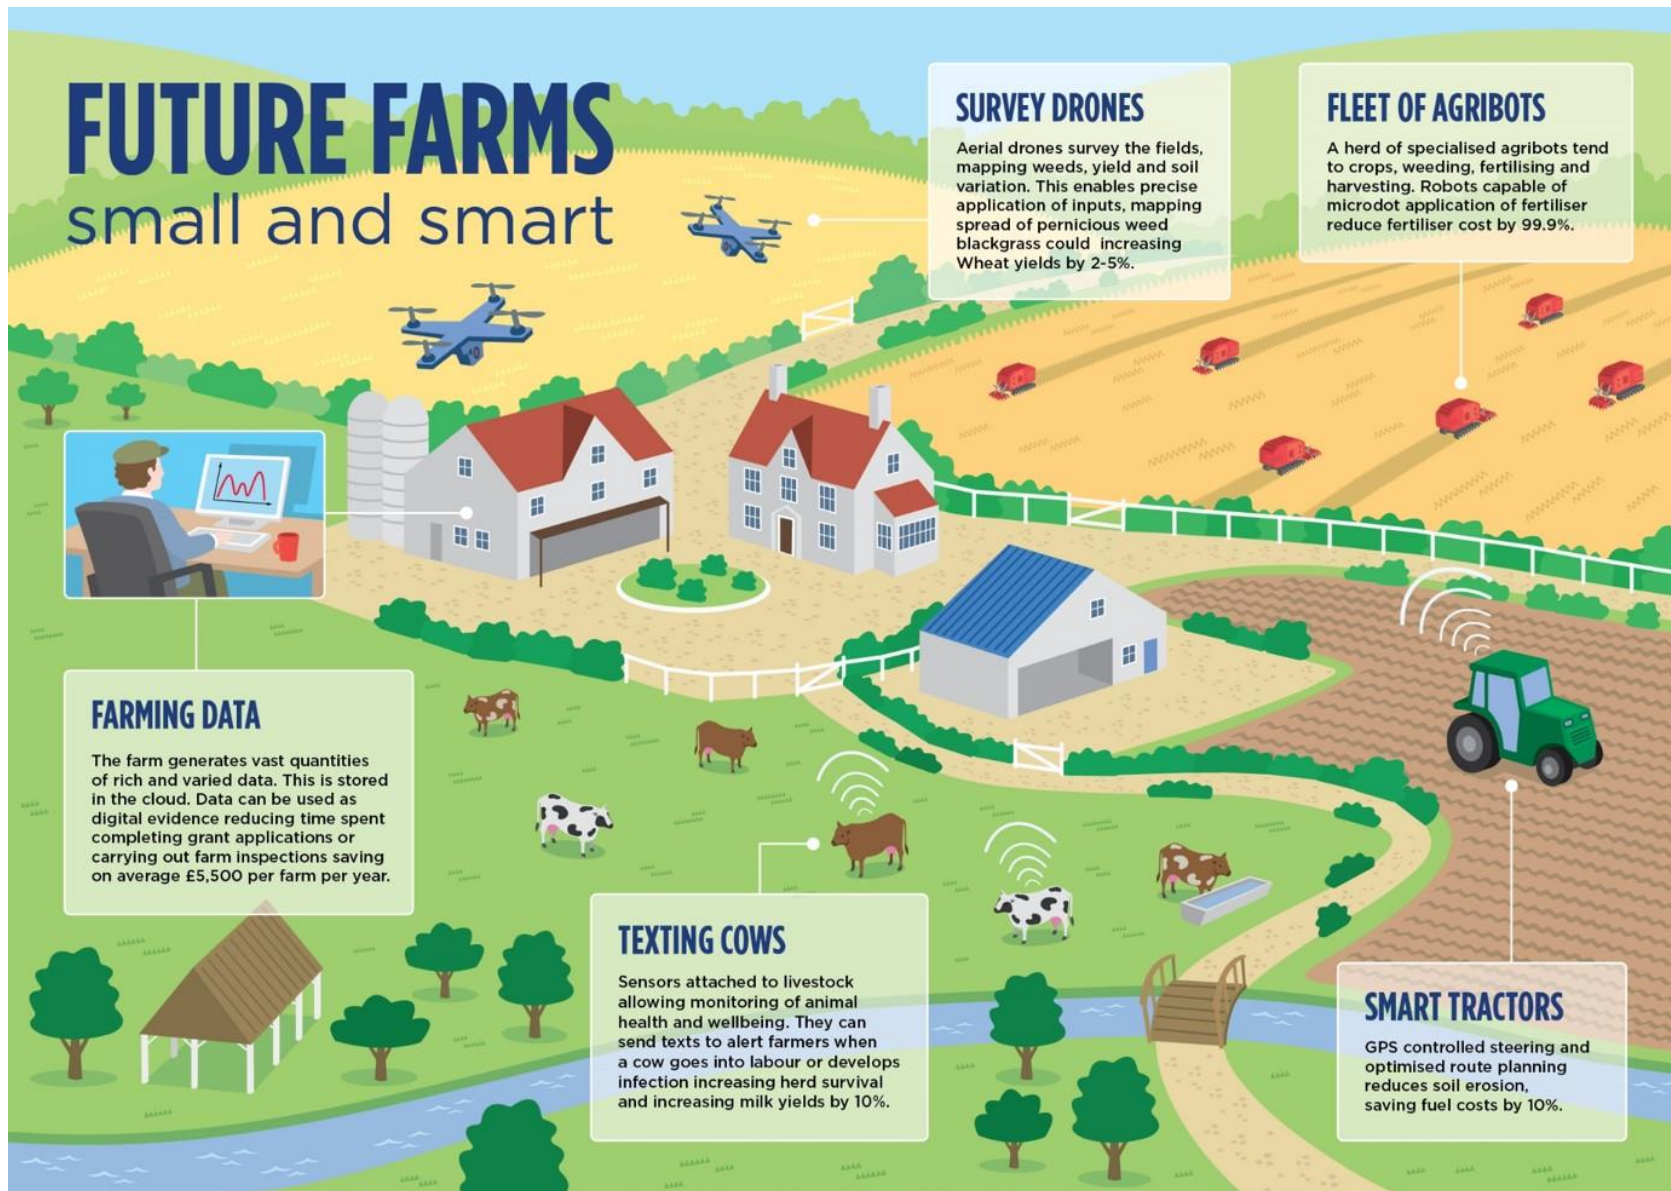 FUTURE FARMS
small and smart
SURVEY DRONES
Aerial drones survey the fields,
mapping weeds, yield and soil
variation. This enables precise
application of inputs, mapping
spread of pernicious weed
blackgrass could increasing
Wheat yields by 2-5%.
FLEET OF AGRIBOTS
A herd of specialised agribots tend
to crops, weeding, fertilising and
harvesting. Robots capable of
microdot application of fertiliser
reduce fertiliser cost by 99.9%.
FARMING DATA
The farm generates vast quantities
of rich and varied data. This is stored
in the cloud. Data can be used as
digital evidence reducing time spent
completing grant applications or
carrying out farm inspections saving
on average £5,500 per farm per year.
TEXTING COWS
Sensors attached to livestock
allowing monitoring of animal
health and wellbeing. They can
send texts to alert farmers when
a cow goes into labour or develops
infection increasing herd survival
and increasing milk yields by 10%.
SMART TRACTORS
GPS controlled steering and
optimised route planning
reduces soil erosion,
saving fuel costs by 10%.